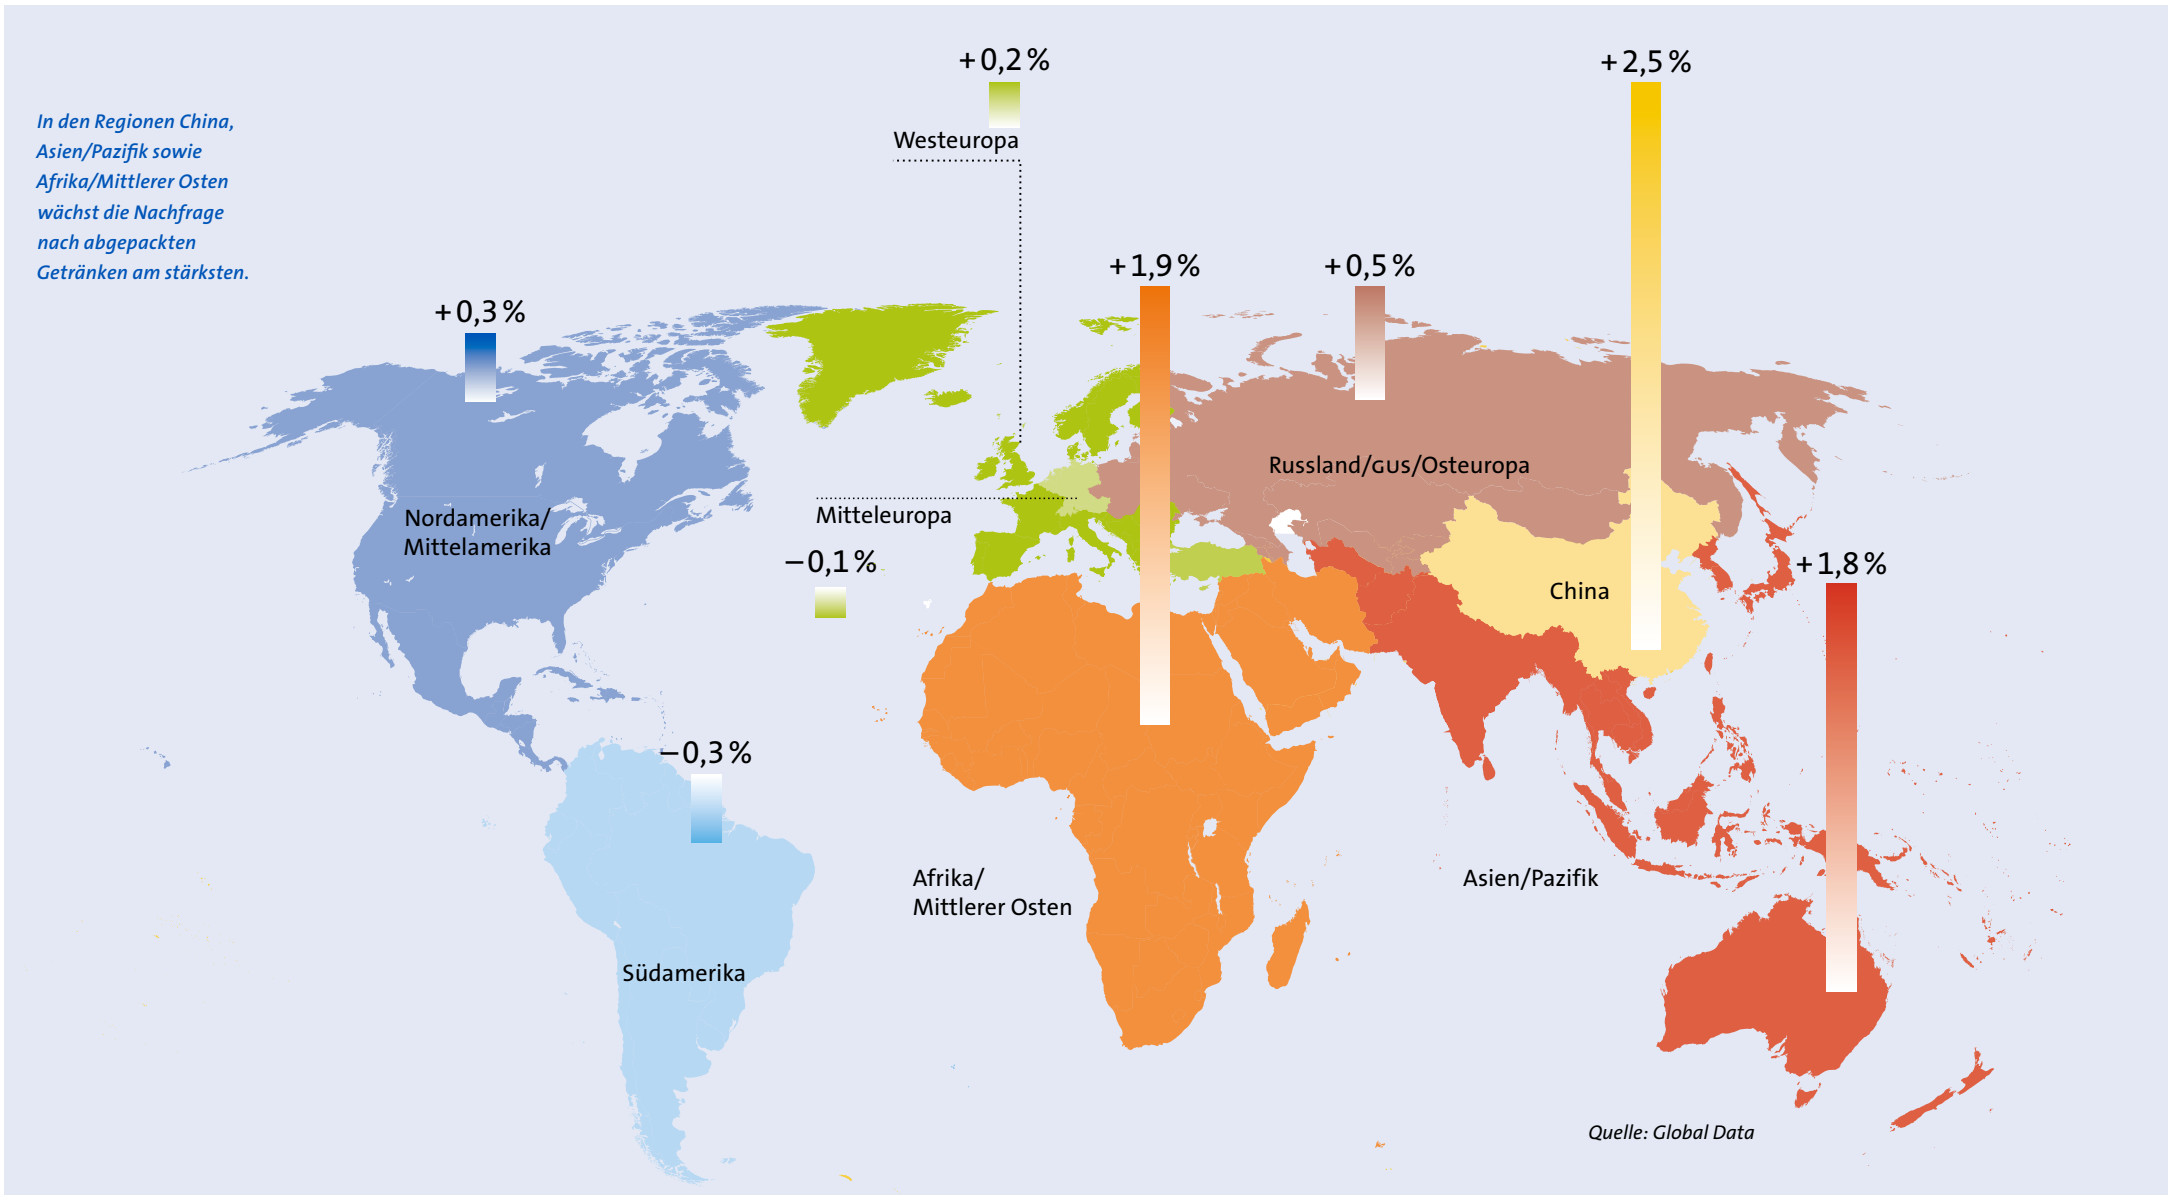 In den Regionen China,
Asien/Pazifik sowie
Afrika/Mittlerer Osten
wächst die Nachfrage
nach abgepackten
Getränken am stärksten.
+ 0,2 %
Westeuropa
+ 2,5 %
+ 1,9 %
+ 0,5 %
+ 0,3 %
Russland/GUS/Osteuropa
Nordamerika/
Mittelamerika
Mitteleuropa
– 0,1 %
China
+ 1,8 %
– 0,3 %
Afrika/
Mittlerer Osten
Asien/Pazifik
Südamerika
Quelle: Global Data